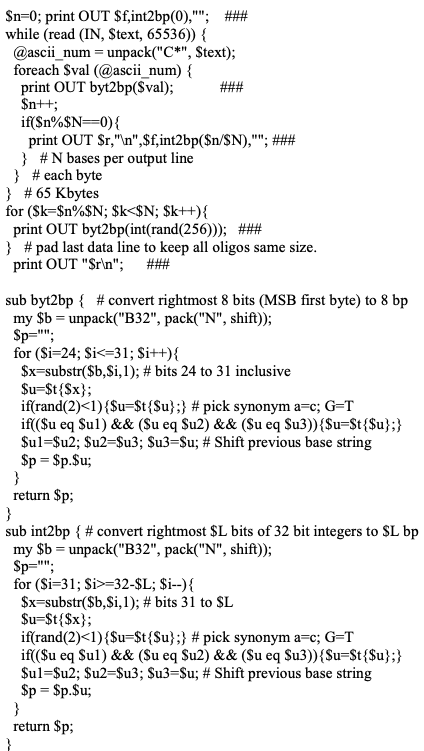 $n=0; print OUT $f,int2bp(0),""; ###
while (read (IN, $text, 65536)) {
@ascii_num = unpack("C*", $text);
foreach $val (@ascii_num) {
print OUT byt2bp($val); ###
$n++;
if($n%$N==0){
print OUT $r,"\n",$f,int2bp($n/$N),""; ###
} # N bases per output line
} # each byte
} # 65 Kbytes
for ($k=$n%$N; $k<$N; $k++){
print OUT byt2bp(int(rand(256))); ###
} # pad last data line to keep all oligos same size.
print OUT "$r\n"; ###
sub byt2bp { # convert rightmost 8 bits (MSB first byte) to 8 bp
my $b = unpack("B32", pack("N", shift));
$p="";
for ($i=24; $i<=31; $i++){
$x=substr($b,$i,1); # bits 24 to 31 inclusive
$u=$t{$x};
if(rand(2)<1){$u=$t{$u};} # pick synonym a=c; G=T
if(($u eq $u1) && ($u eq $u2) && ($u eq $u3)){$u=$t{$u};}
$u1=$u2; $u2=$u3; $u3=$u; # Shift previous base string
$p = $p.$u;
}
return $p;
}
sub int2bp { # convert rightmost $L bits of 32 bit integers to $L bp
my $b = unpack("B32", pack("N", shift));
$p="";
for ($i=31; $i>=32-$L; $i--){
$x=substr($b,$i,1); # bits 31 to $L
$u=$t{$x};
if(rand(2)<1){$u=$t{$u};} # pick synonym a=c; G=T
if(($u eq $u1) && ($u eq $u2) && ($u eq $u3)){$u=$t{$u};}
$u1=$u2; $u2=$u3; $u3=$u; # Shift previous base string
$p = $p.$u;
}
return $p;
}